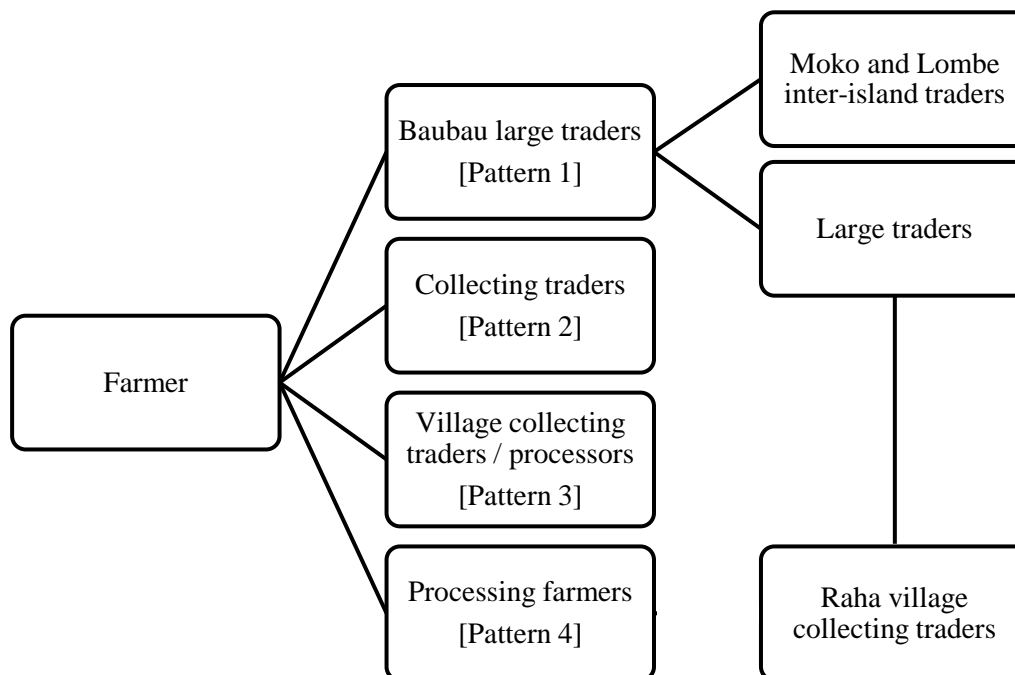 Farmer
Baubau large traders
[Pattern 1]
Collecting traders
[Pattern 2]
Village collecting
traders / processors
[Pattern 3]
Processing farmers
[Pattern 4]
Moko and Lombe
inter-island traders
Large traders
Raha village
collecting traders